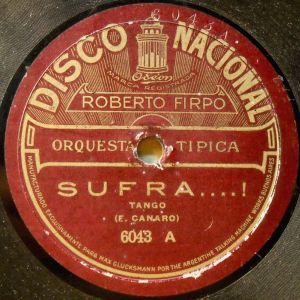 6043A
DISCO NACIONAL
Odeon
MARCA REGISTRADA
ROBERTO FIRPO
ORQUESTA TIPICA
SUFRA....!
TANGO
(E. CANARO)
6043 A
MANUFACTURADO EXCLUSIVAMENTE PARA MAX GLUCKSMANN POR THE ARGENTINE TALKING MACHINE WORKS BUENOS AIRES